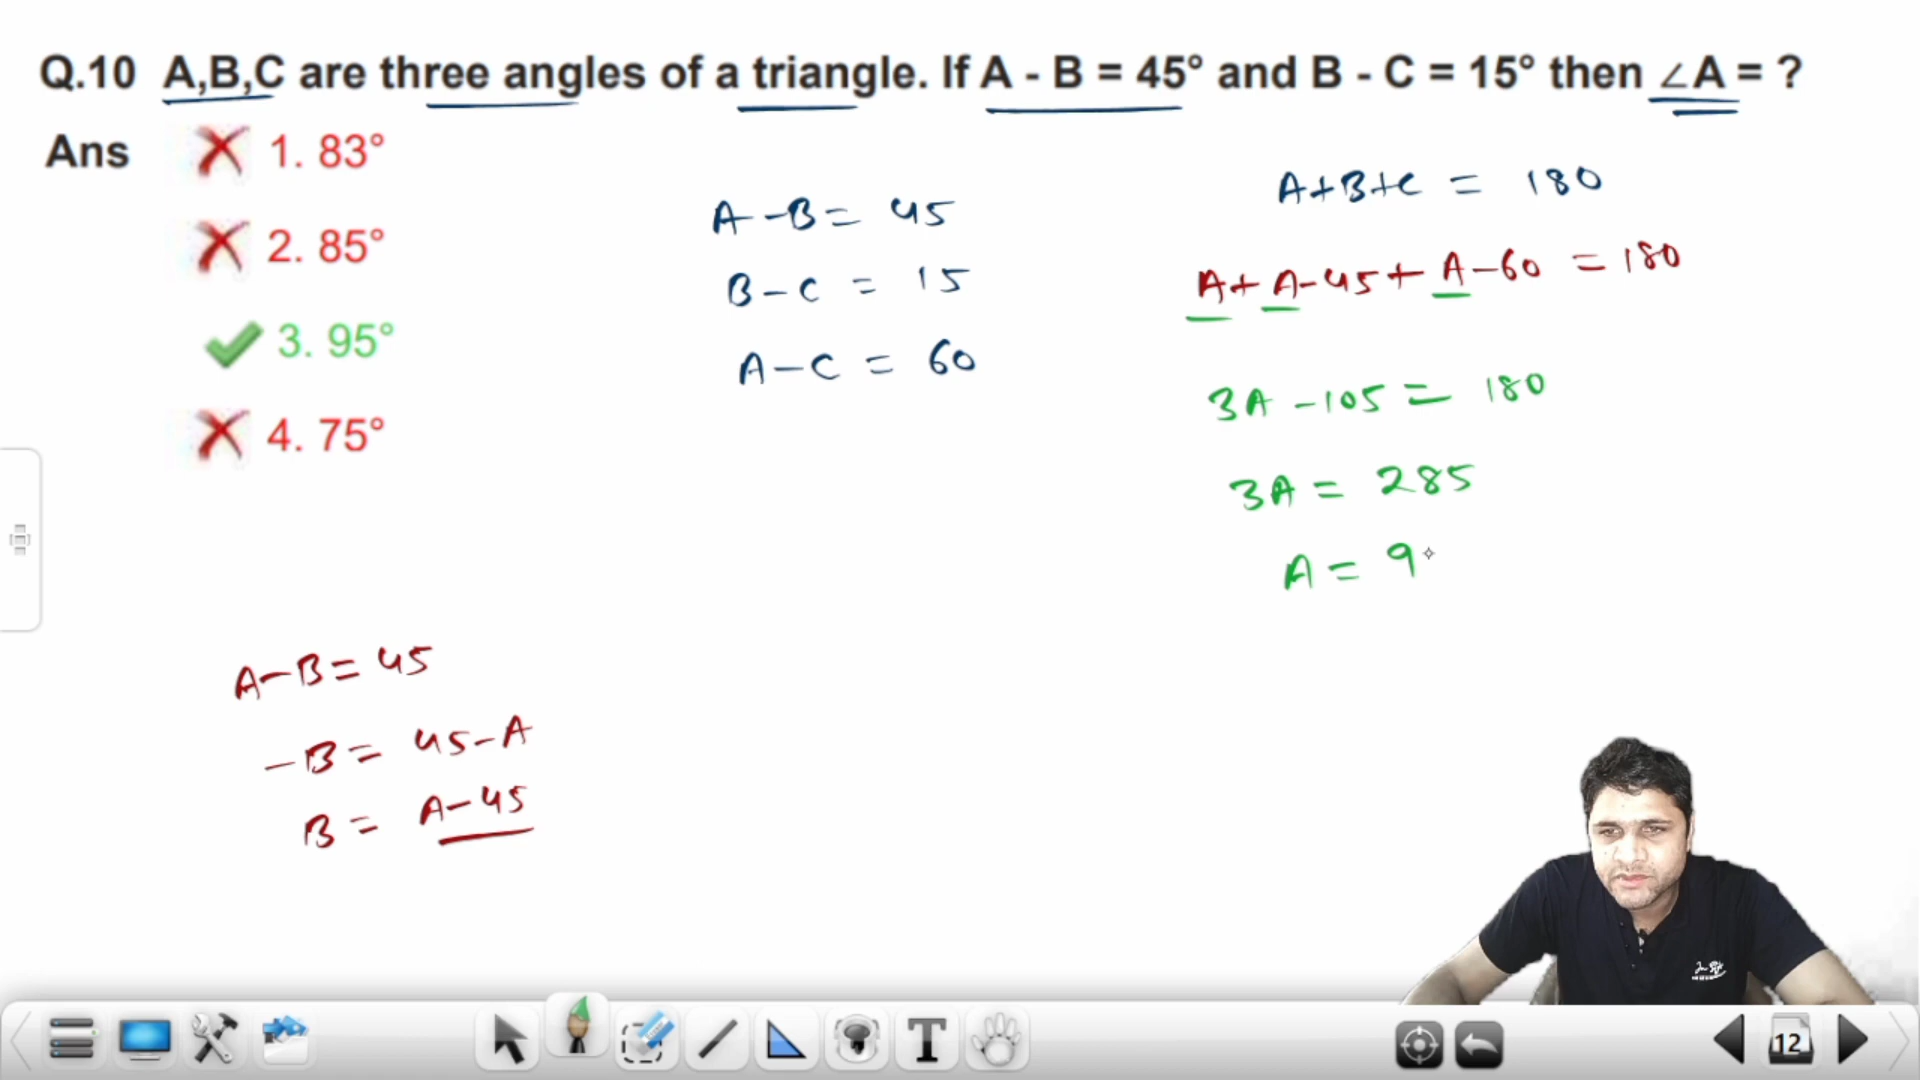 Q.10 A,B,C are three angles of a triangle. If A - B = 45° and B - C = 15° then ∠A = ?
Ans
1. 83°
2. 85°
3. 95°
4. 75°
A-B = 45
B-C = 15
A-C = 60
A+B+C = 180
A+A-45+A-60 = 180
3A-105 = 180
3A = 285
A = 9
A-B = 45
-B = 45-A
B = A-45
T
12